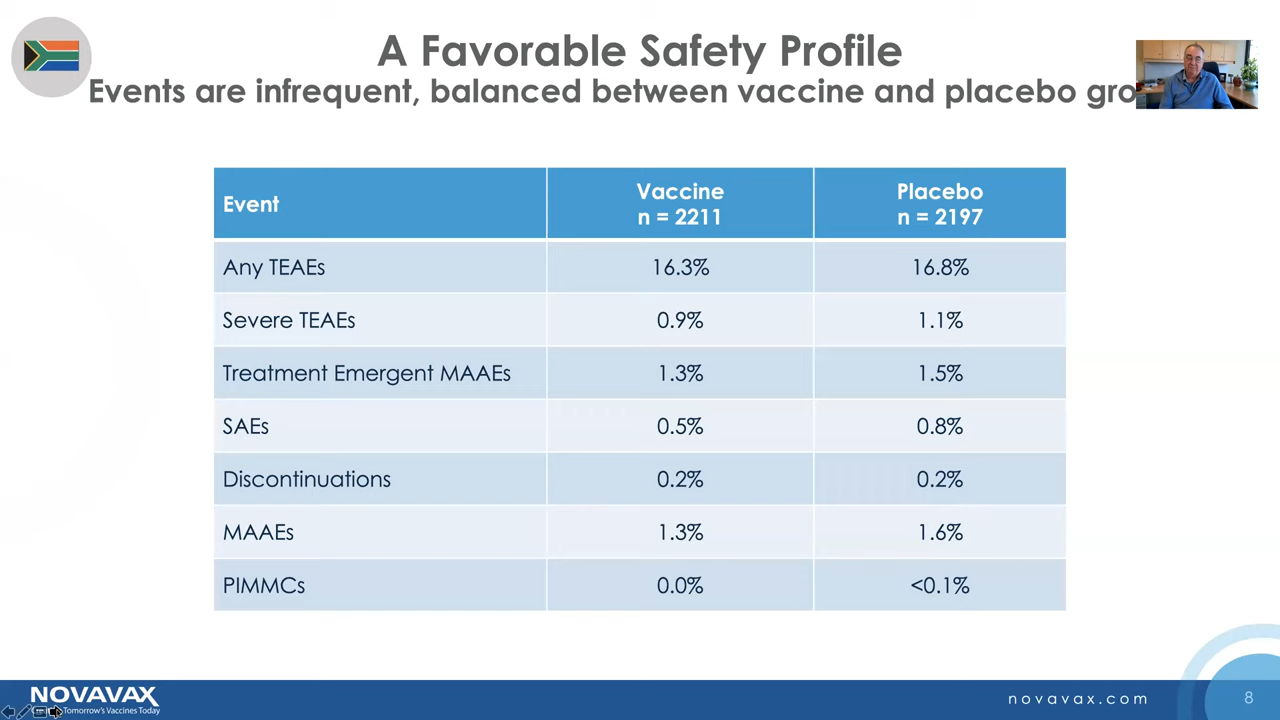 A Favorable Safety Profile
Events are infrequent, balanced between vaccine and placebo gro
Event Vaccine n = 2211 Placebo n = 2197
Any TEAEs 16.3% 16.8%
Severe TEAEs 0.9% 1.1%
Treatment Emergent MAAEs 1.3% 1.5%
SAEs 0.5% 0.8%
Discontinuations 0.2% 0.2%
MAAEs 1.3% 1.6%
PIMMCs 0.0% <0.1%
NOVAVAX
Tomorrow's Vaccines Today
novavax.com
8